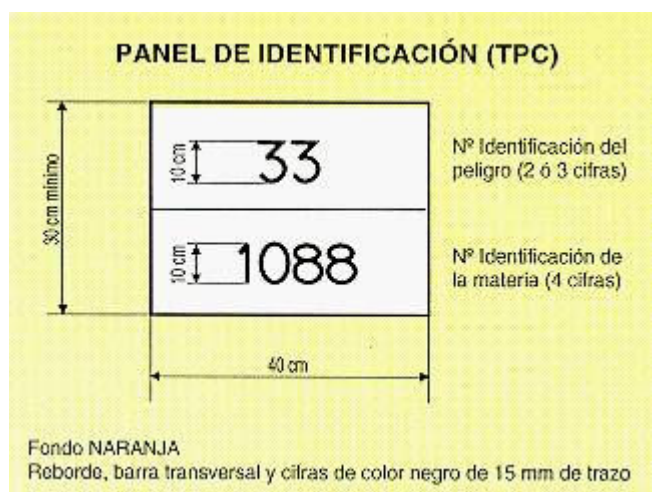 PANEL DE IDENTIFICACIÓN (TPC)
30 cm mínimo
10 cm
33
Nº Identificación del
peligro (2 ó 3 cifras)
10 cm
1088
Nº Identificación de
la materia (4 cifras)
40 cm
Fondo NARANJA
Reborde, barra transversal y cifras de color negro de 15 mm de trazo